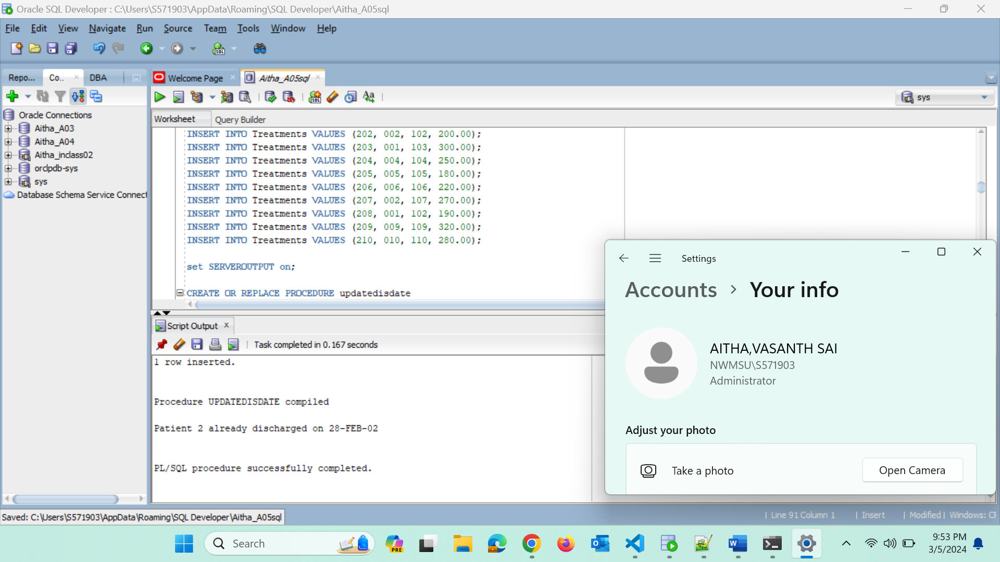 Oracle SQL Developer : C:\Users\S571903\AppData\Roaming\SQL Developer\Aitha_A05sql
File Edit View Navigate Run Source Team Tools Window Help
SQL
Repo... Co.. DBA
Welcome Page Aitha_A05sql
sys
Worksheet Query Builder
Oracle Connections
Aitha_A03
Aitha_A04
Aitha_inclass02
orclpdb-sys
sys
Database Schema Service Connect
INSERT INTO Treatments VALUES (202, 002, 102, 200.00);
INSERT INTO Treatments VALUES (203, 001, 103, 300.00);
INSERT INTO Treatments VALUES (204, 004, 104, 250.00);
INSERT INTO Treatments VALUES (205, 005, 105, 180.00);
INSERT INTO Treatments VALUES (206, 006, 106, 220.00);
INSERT INTO Treatments VALUES (207, 002, 107, 270.00);
INSERT INTO Treatments VALUES (208, 001, 102, 190.00);
INSERT INTO Treatments VALUES (209, 009, 109, 320.00);
INSERT INTO Treatments VALUES (210, 010, 110, 280.00);
set SERVEROUTPUT on;
CREATE OR REPLACE PROCEDURE updatedisdate
Script Output
Task completed in 0.167 seconds
1 row inserted.
Procedure UPDATEDISDATE compiled
Patient 2 already discharged on 28-FEB-02
PL/SQL procedure successfully completed.
Settings
Accounts > Your info
AITHA,VASANTH SAI
NWMSU\S571903
Administrator
Adjust your photo
Take a photo
Open Camera
Saved: C:\Users\S571903\AppData\Roaming\SQL Developer\Aitha_A05sql
| Line 91 Column 1 | Insert | Modified | Windows: CF
Search
PRE
9:53 PM
3/5/2024